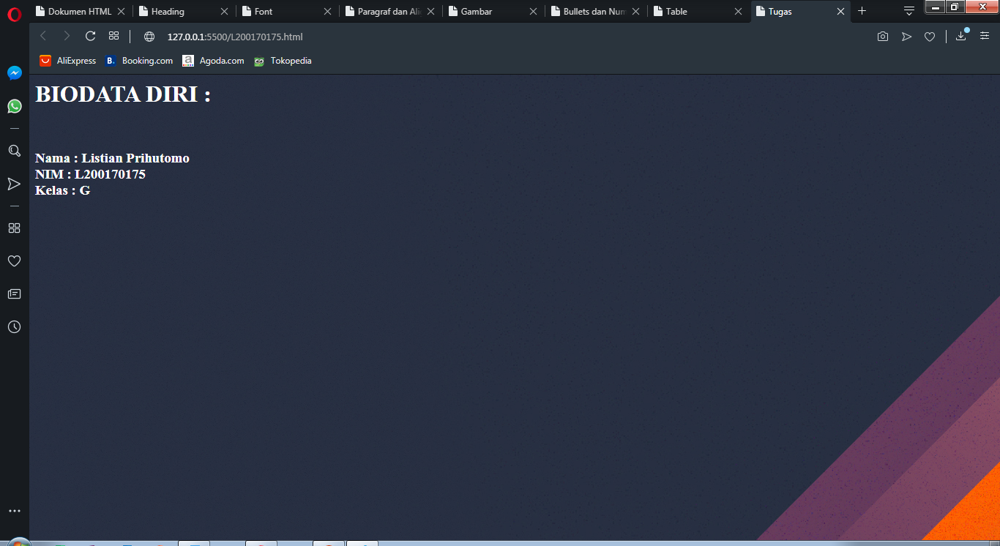 Dokumen HTML
Heading
Font
Paragraf dan Ali
Gambar
Bullets dan Num
Table
Tugas
127.0.0.1:5500/L200170175.html
AliExpress
B. Booking.com
a Agoda.com
Tokopedia
BIODATA DIRI :
Nama : Listian Prihutomo
NIM : L200170175
Kelas : G